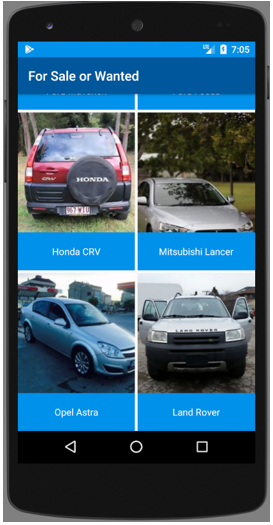 7:05
For Sale or Wanted
HONDA
Honda CRV
Mitsubishi Lancer
LAND ROVER
Opel Astra
Land Rover